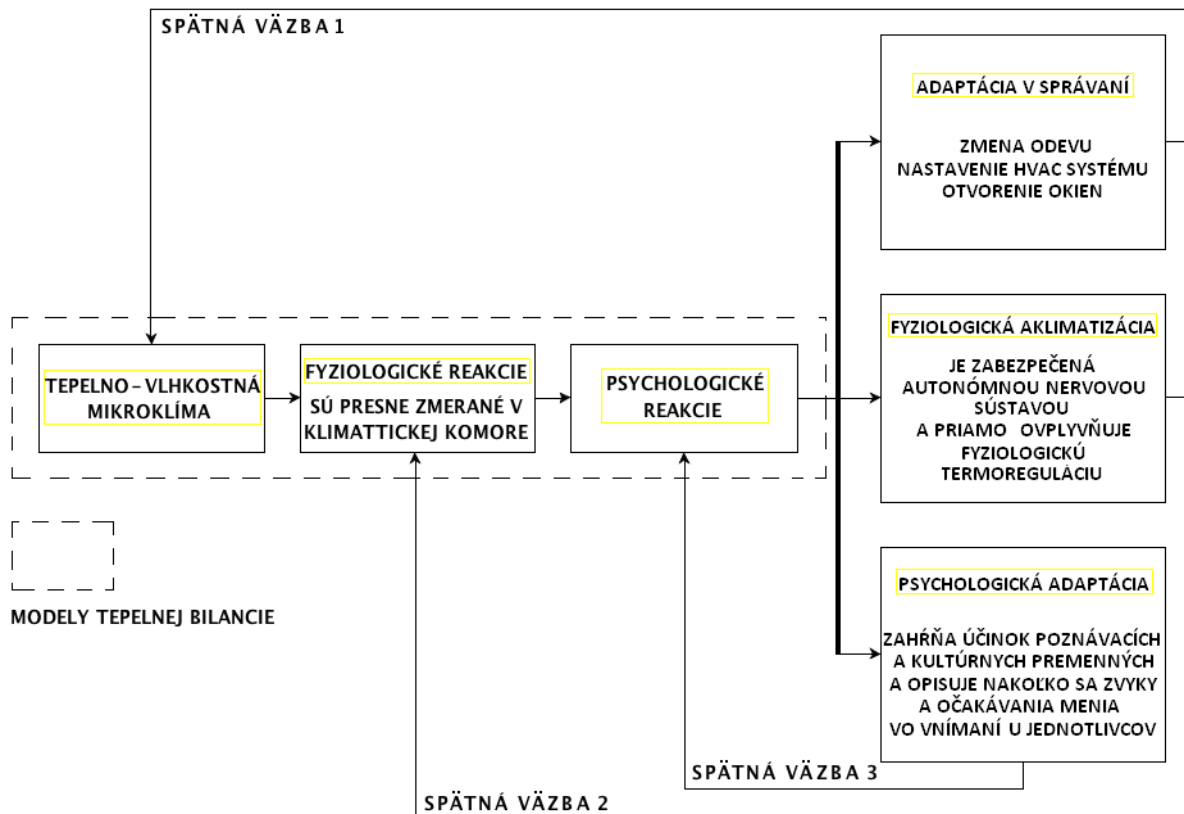 SPÄTNÁ VÄZBA 1
ADAPTÁCIA V SPRÁVANÍ
ZMENA ODEVU
NASTAVENIE HVAC SYSTÉMU
OTVORENIE OKIEN
TEPELNO-VLHKOSTNÁ
MIKROKLÍMA
FYZIOLOGICKÉ REAKCIE
SÚ PRESNE ZMERANÉ V
KLIMATTICKEJ KOMORE
PSYCHOLOGICKÉ
REAKCIE
FYZIOLOGICKÁ AKLIMATIZÁCIA
JE ZABEZPEČENÁ
AUTONÓMNOU NERVOVOU
SÚSTAVOU
A PRIAMO OVPLYVŇUJE
FYZIOLOGICKÚ
TERMOREGULÁCIU
MODELY TEPELNEJ BILANCIE
PSYCHOLOGICKÁ ADAPTÁCIA
ZAHŔŇA ÚČINOK POZNÁVACÍCH
A KULTÚRNYCH PREMENNÝCH
A OPISUJE NAKOĽKO SA ZVYKY
A OČAKÁVANIA MENIA
VO VNÍMANÍ U JEDNOTLIVCOV
SPÄTNÁ VÄZBA 3
SPÄTNÁ VÄZBA 2